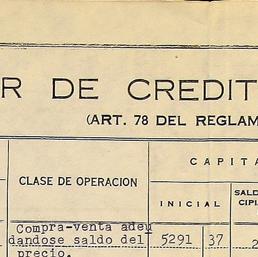 R DE CREDIT
(ART. 78 DEL REGLAM
CAPITA
CLASE DE OPERACION
INICIAL
SALD
CIPI
Compra-venta adeu
dandose saldo del
precio.
5291 37
2